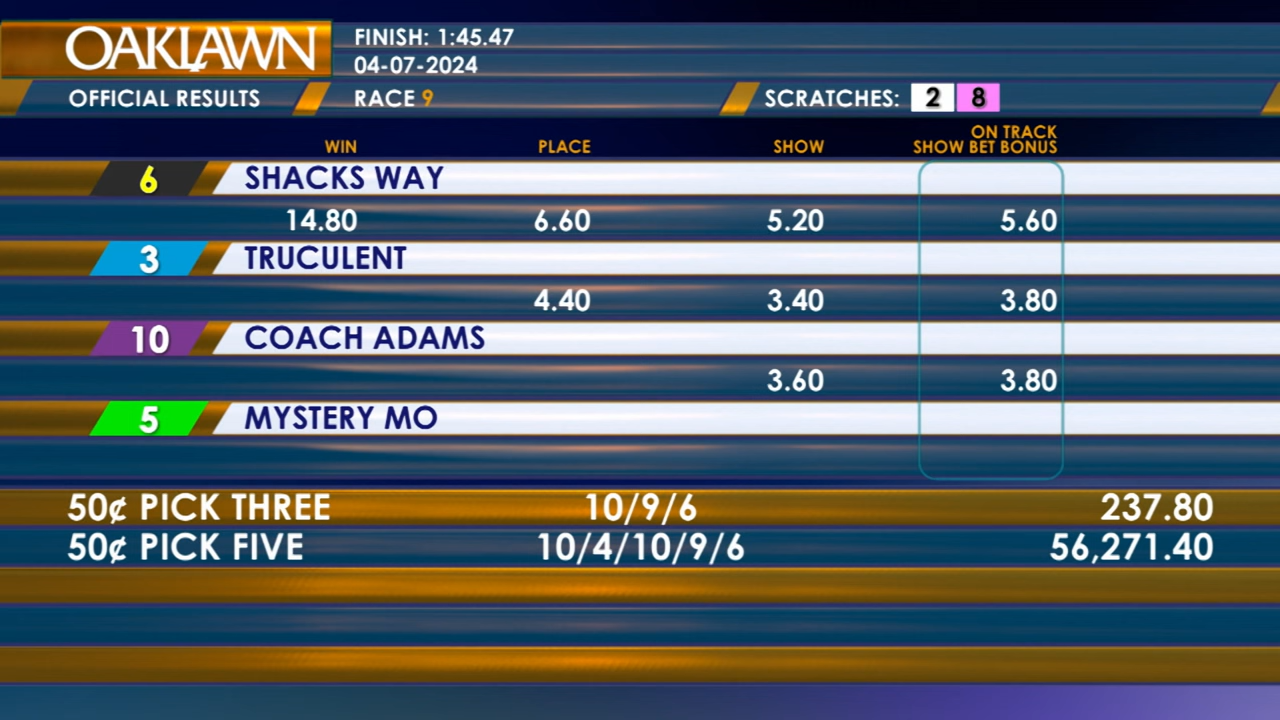 OAKLAWN
FINISH: 1:45.47
04-07-2024
OFFICIAL RESULTS RACE 9 SCRATCHES: 2 8
WIN PLACE SHOW ON TRACK
SHOW BET BONUS
6 SHACKS WAY
14.80 6.60 5.20 5.60
3 TRUCULENT
4.40 3.40 3.80
10 COACH ADAMS
3.60 3.80
5 MYSTERY MO
50¢ PICK THREE 10/9/6 237.80
50¢ PICK FIVE 10/4/10/9/6 56,271.40